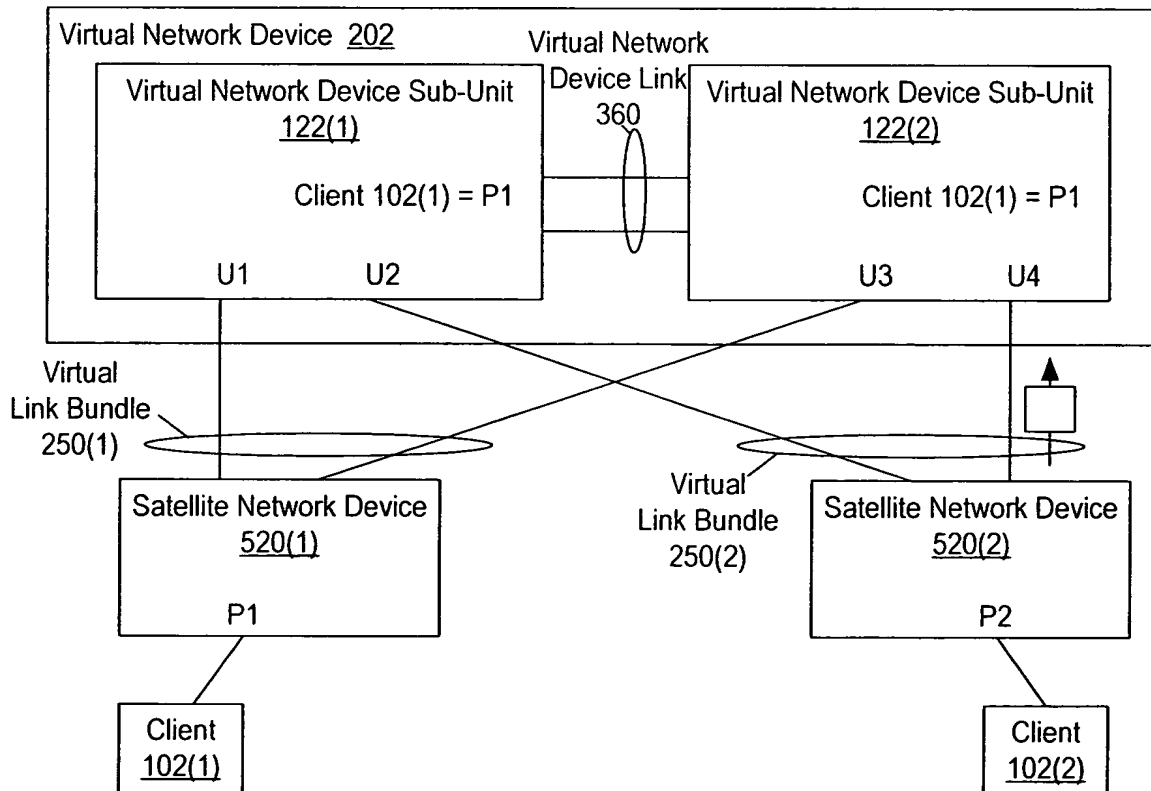 Virtual Network Device 202
Virtual Network
Device Link
360
Virtual Network Device Sub-Unit
122(1)
Client 102(1) = P1
U1 U2
Virtual Network Device Sub-Unit
122(2)
Client 102(1) = P1
U3 U4
Virtual
Link Bundle
250(1)
Virtual
Link Bundle
250(2)
Satellite Network Device
520(1)
P1
Satellite Network Device
520(2)
P2
Client
102(1)
Client
102(2)